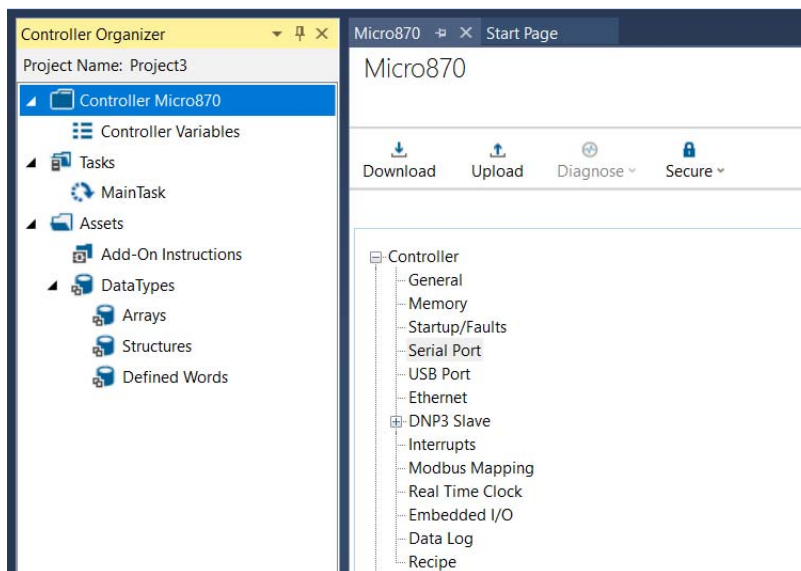 Controller Organizer
Project Name: Project3
Controller Micro870
Controller Variables
Tasks
MainTask
Assets
Add-On Instructions
DataTypes
Arrays
Structures
Defined Words
Micro870
Start Page
Micro870
Download
Upload
Diagnose
Secure
Controller
General
Memory
Startup/Faults
Serial Port
USB Port
Ethernet
DNP3 Slave
Interrupts
Modbus Mapping
Real Time Clock
Embedded I/O
Data Log
Recipe